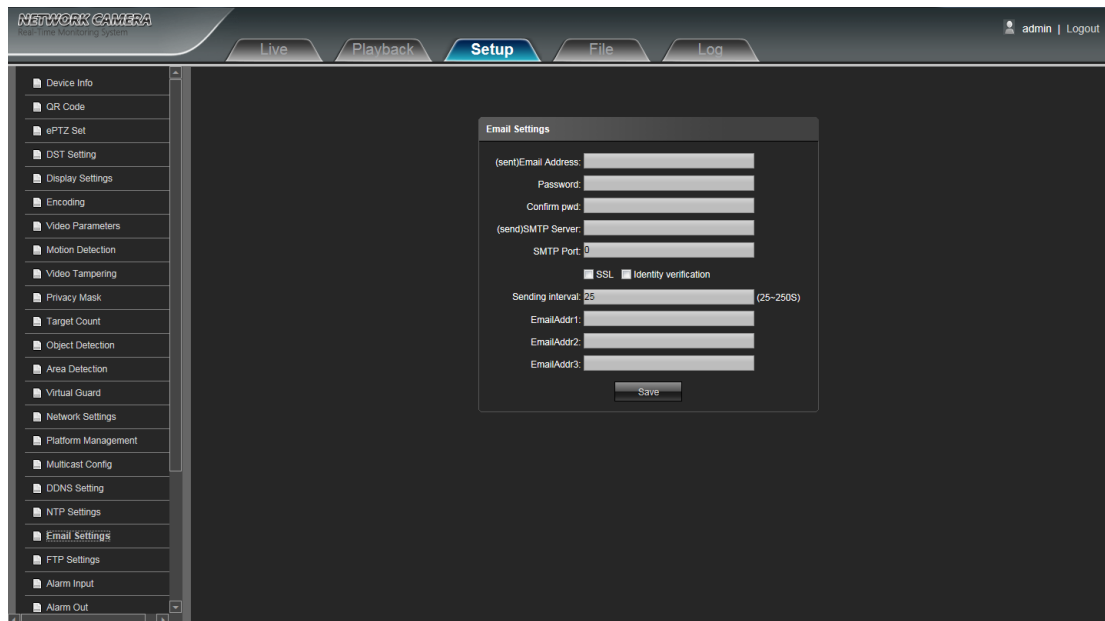 NETWORK CAMERA
Real-Time Monitoring System
admin | Logout
Live
Playback
Setup
File
Log
Device Info
QR Code
ePTZ Set
DST Setting
Display Settings
Encoding
Video Parameters
Motion Detection
Video Tampering
Privacy Mask
Target Count
Object Detection
Area Detection
Virtual Guard
Network Settings
Platform Management
Multicast Config
DDNS Setting
NTP Settings
Email Settings
FTP Settings
Alarm Input
Alarm Out
Email Settings
(sent)Email Address:
Password:
Confirm pwd:
(send)SMTP Server:
SMTP Port: 0
SSL Identity verification
Sending interval: 25 (25~250S)
EmailAddr1:
EmailAddr2:
EmailAddr3:
Save